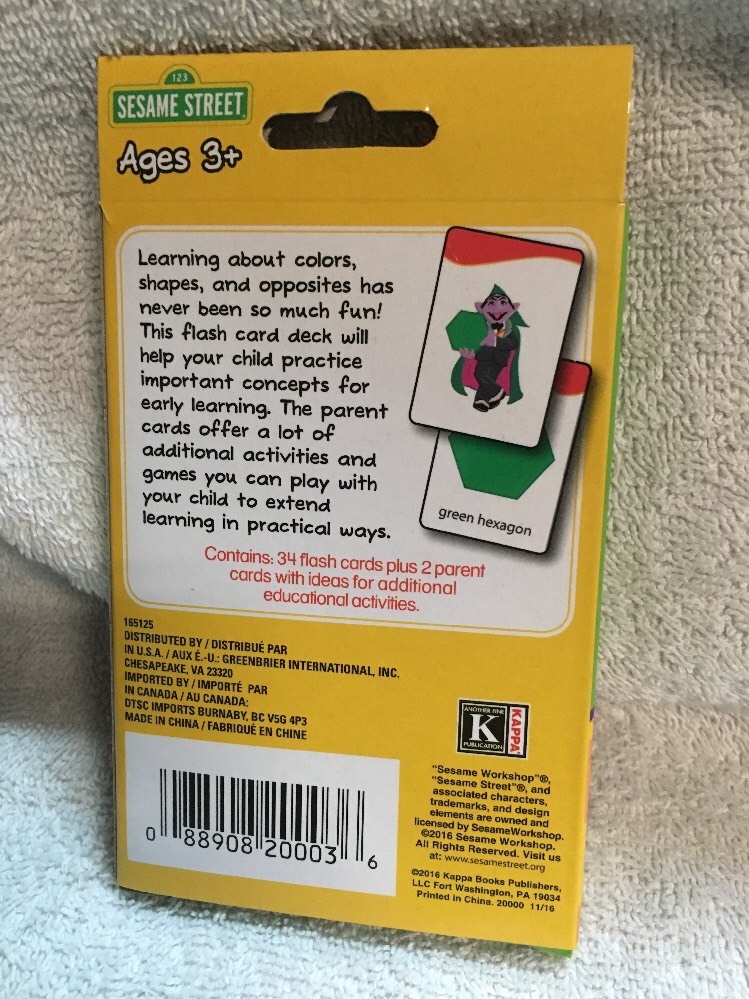 123
SESAME STREET
Ages 3+
Learning about colors,
shapes, and opposites has
never been so much fun!
This flash card deck will
help your child practice
important concepts for
early learning. The parent
cards offer a lot of
additional activities and
games you can play with
your child to extend
learning in practical ways.
green hexagon
Contains: 34 flash cards plus 2 parent
cards with ideas for additional
educational activities.
165125
DISTRIBUTED BY / DISTRIBUÉ PAR
IN U.S.A. / AUX É.-U.: GREENBRIER INTERNATIONAL, INC.
CHESAPEAKE, VA 23320
IMPORTED BY / IMPORTÉ PAR
IN CANADA / AU CANADA:
DTSC IMPORTS BURNABY, BC V5G 4P3
MADE IN CHINA / FABRIQUÉ EN CHINE
ANOTHER FINE
K
PUBLICATION
KAPPA
"Sesame Workshop"®,
"Sesame Street"®, and
associated characters,
trademarks, and design
elements are owned and
licensed by SesameWorkshop.
©2016 Sesame Workshop.
All Rights Reserved. Visit us
at: www.sesamestreet.org
©2016 Kappa Books Publishers,
LLC Fort Washington, PA 19034
Printed in China. 20000 11/16
0 88908 20003 6